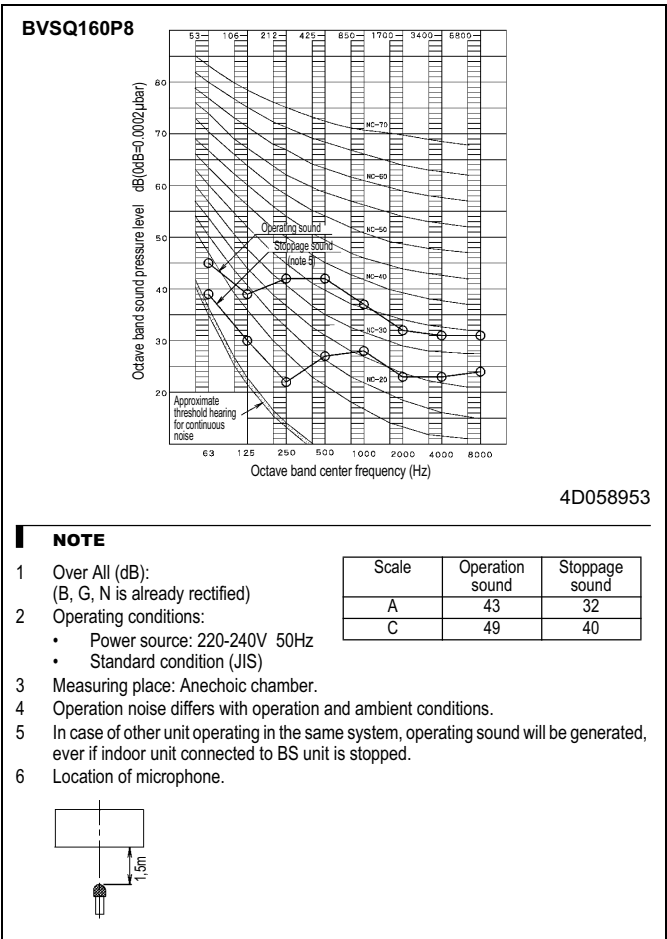 BVSQ160P8
53 106 212 425 850 1700 3400 6800
Octave band sound pressure level dB(0dB=0.0002µbar)
80
70
60
50
40
30
20
NC-70
NC-60
NC-50
NC-40
NC-30
NC-20
Operating sound
Stoppage sound
(note 5)
Approximate
threshold hearing
for continuous
noise
63 125 250 500 1000 2000 4000 8000
Octave band center frequency (Hz)
4D058953
NOTE
1 Over All (dB):
(B, G, N is already rectified)
2 Operating conditions:
• Power source: 220-240V 50Hz
• Standard condition (JIS)
Scale Operation sound Stoppage sound
A 43 32
C 49 40
3 Measuring place: Anechoic chamber.
4 Operation noise differs with operation and ambient conditions.
5 In case of other unit operating in the same system, operating sound will be generated,
ever if indoor unit connected to BS unit is stopped.
6 Location of microphone.
1,5m